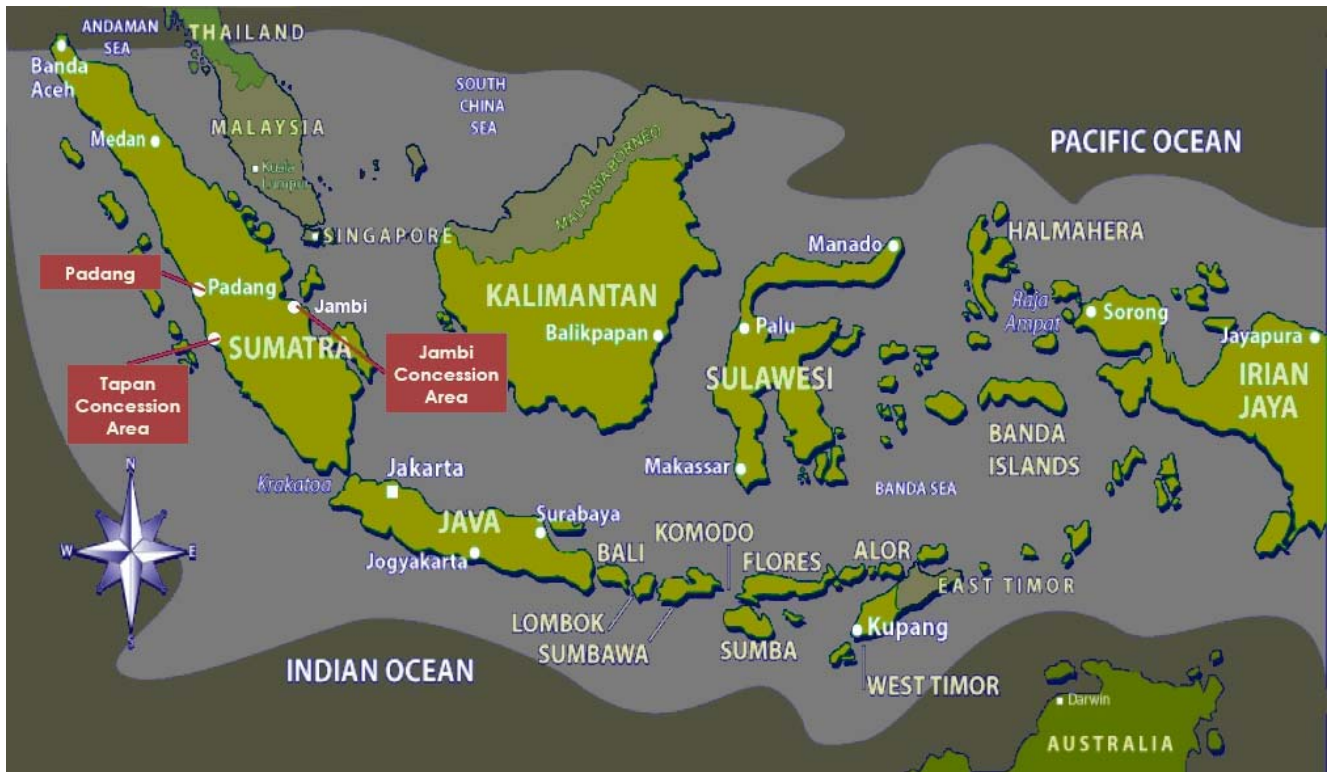 ANDAMAN
SEA
THAILAND
Banda
Aceh
SOUTH
CHINA
SEA
Medan
MALAYSIA
Kuala
Lumpur
MALAYSIA BORNEO
PACIFIC OCEAN
SINGAPORE
Manado
HALMAHERA
Padang
Padang
KALIMANTAN
Raja
Ampat
Sorong
Jambi
Balikpapan
Palu
Jayapura
SUMATRA
Jambi
Concession
Area
Tapan
Concession
Area
SULAWESI
IRIAN
JAYA
BANDA
ISLANDS
Makassar
BANDA SEA
N
W
E
S
Krakatoa
Jakarta
JAVA
Surabaya
Jogyakarta
BALI
KOMODO
FLORES
ALOR
EAST TIMOR
LOMBOK
SUMBAWA
SUMBA
Kupang
WEST TIMOR
INDIAN OCEAN
Darwin
AUSTRALIA